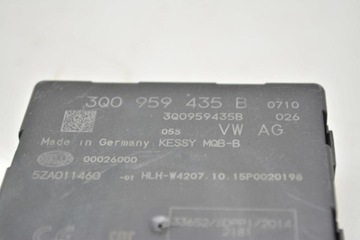 3Q0 959 435 B 0710
3Q0959435B 026
055 VW AG
Made in Germany KESSY MQB-B
00026000
5ZA011460 -01 HLH-W4207.10.15P0020198